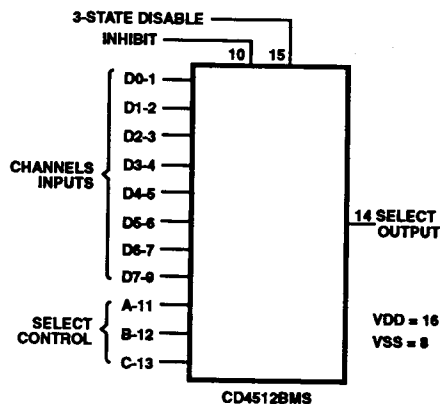 3-STATE DISABLE
INHIBIT
10 15
D0-1
D1-2
D2-3
D3-4
CHANNELS
INPUTS
D4-5
D5-6
D6-7
D7-9
14 SELECT
OUTPUT
A-11
SELECT
CONTROL
B-12
C-13
VDD = 16
VSS = 8
CD4512BMS